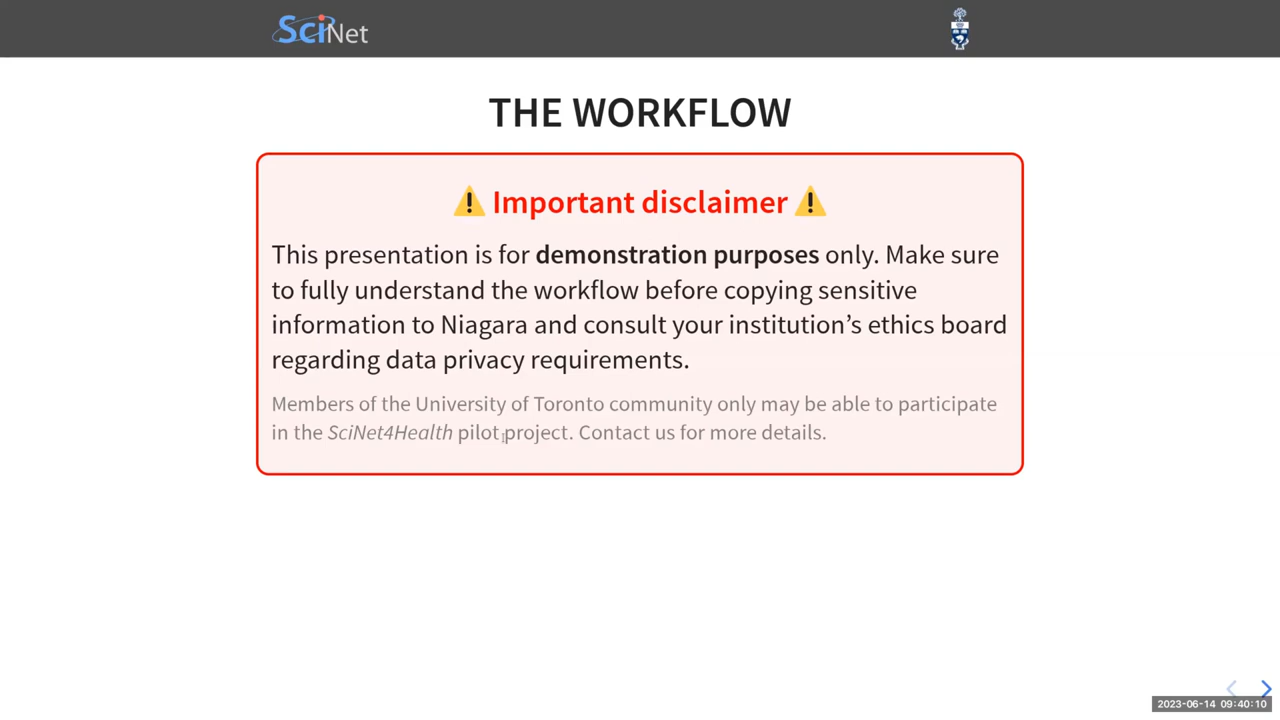 SciNet
THE WORKFLOW
⚠ Important disclaimer ⚠
This presentation is for demonstration purposes only. Make sure
to fully understand the workflow before copying sensitive
information to Niagara and consult your institution’s ethics board
regarding data privacy requirements.
Members of the University of Toronto community only may be able to participate
in the SciNet4Health pilot project. Contact us for more details.
2023-06-14 09:40:10